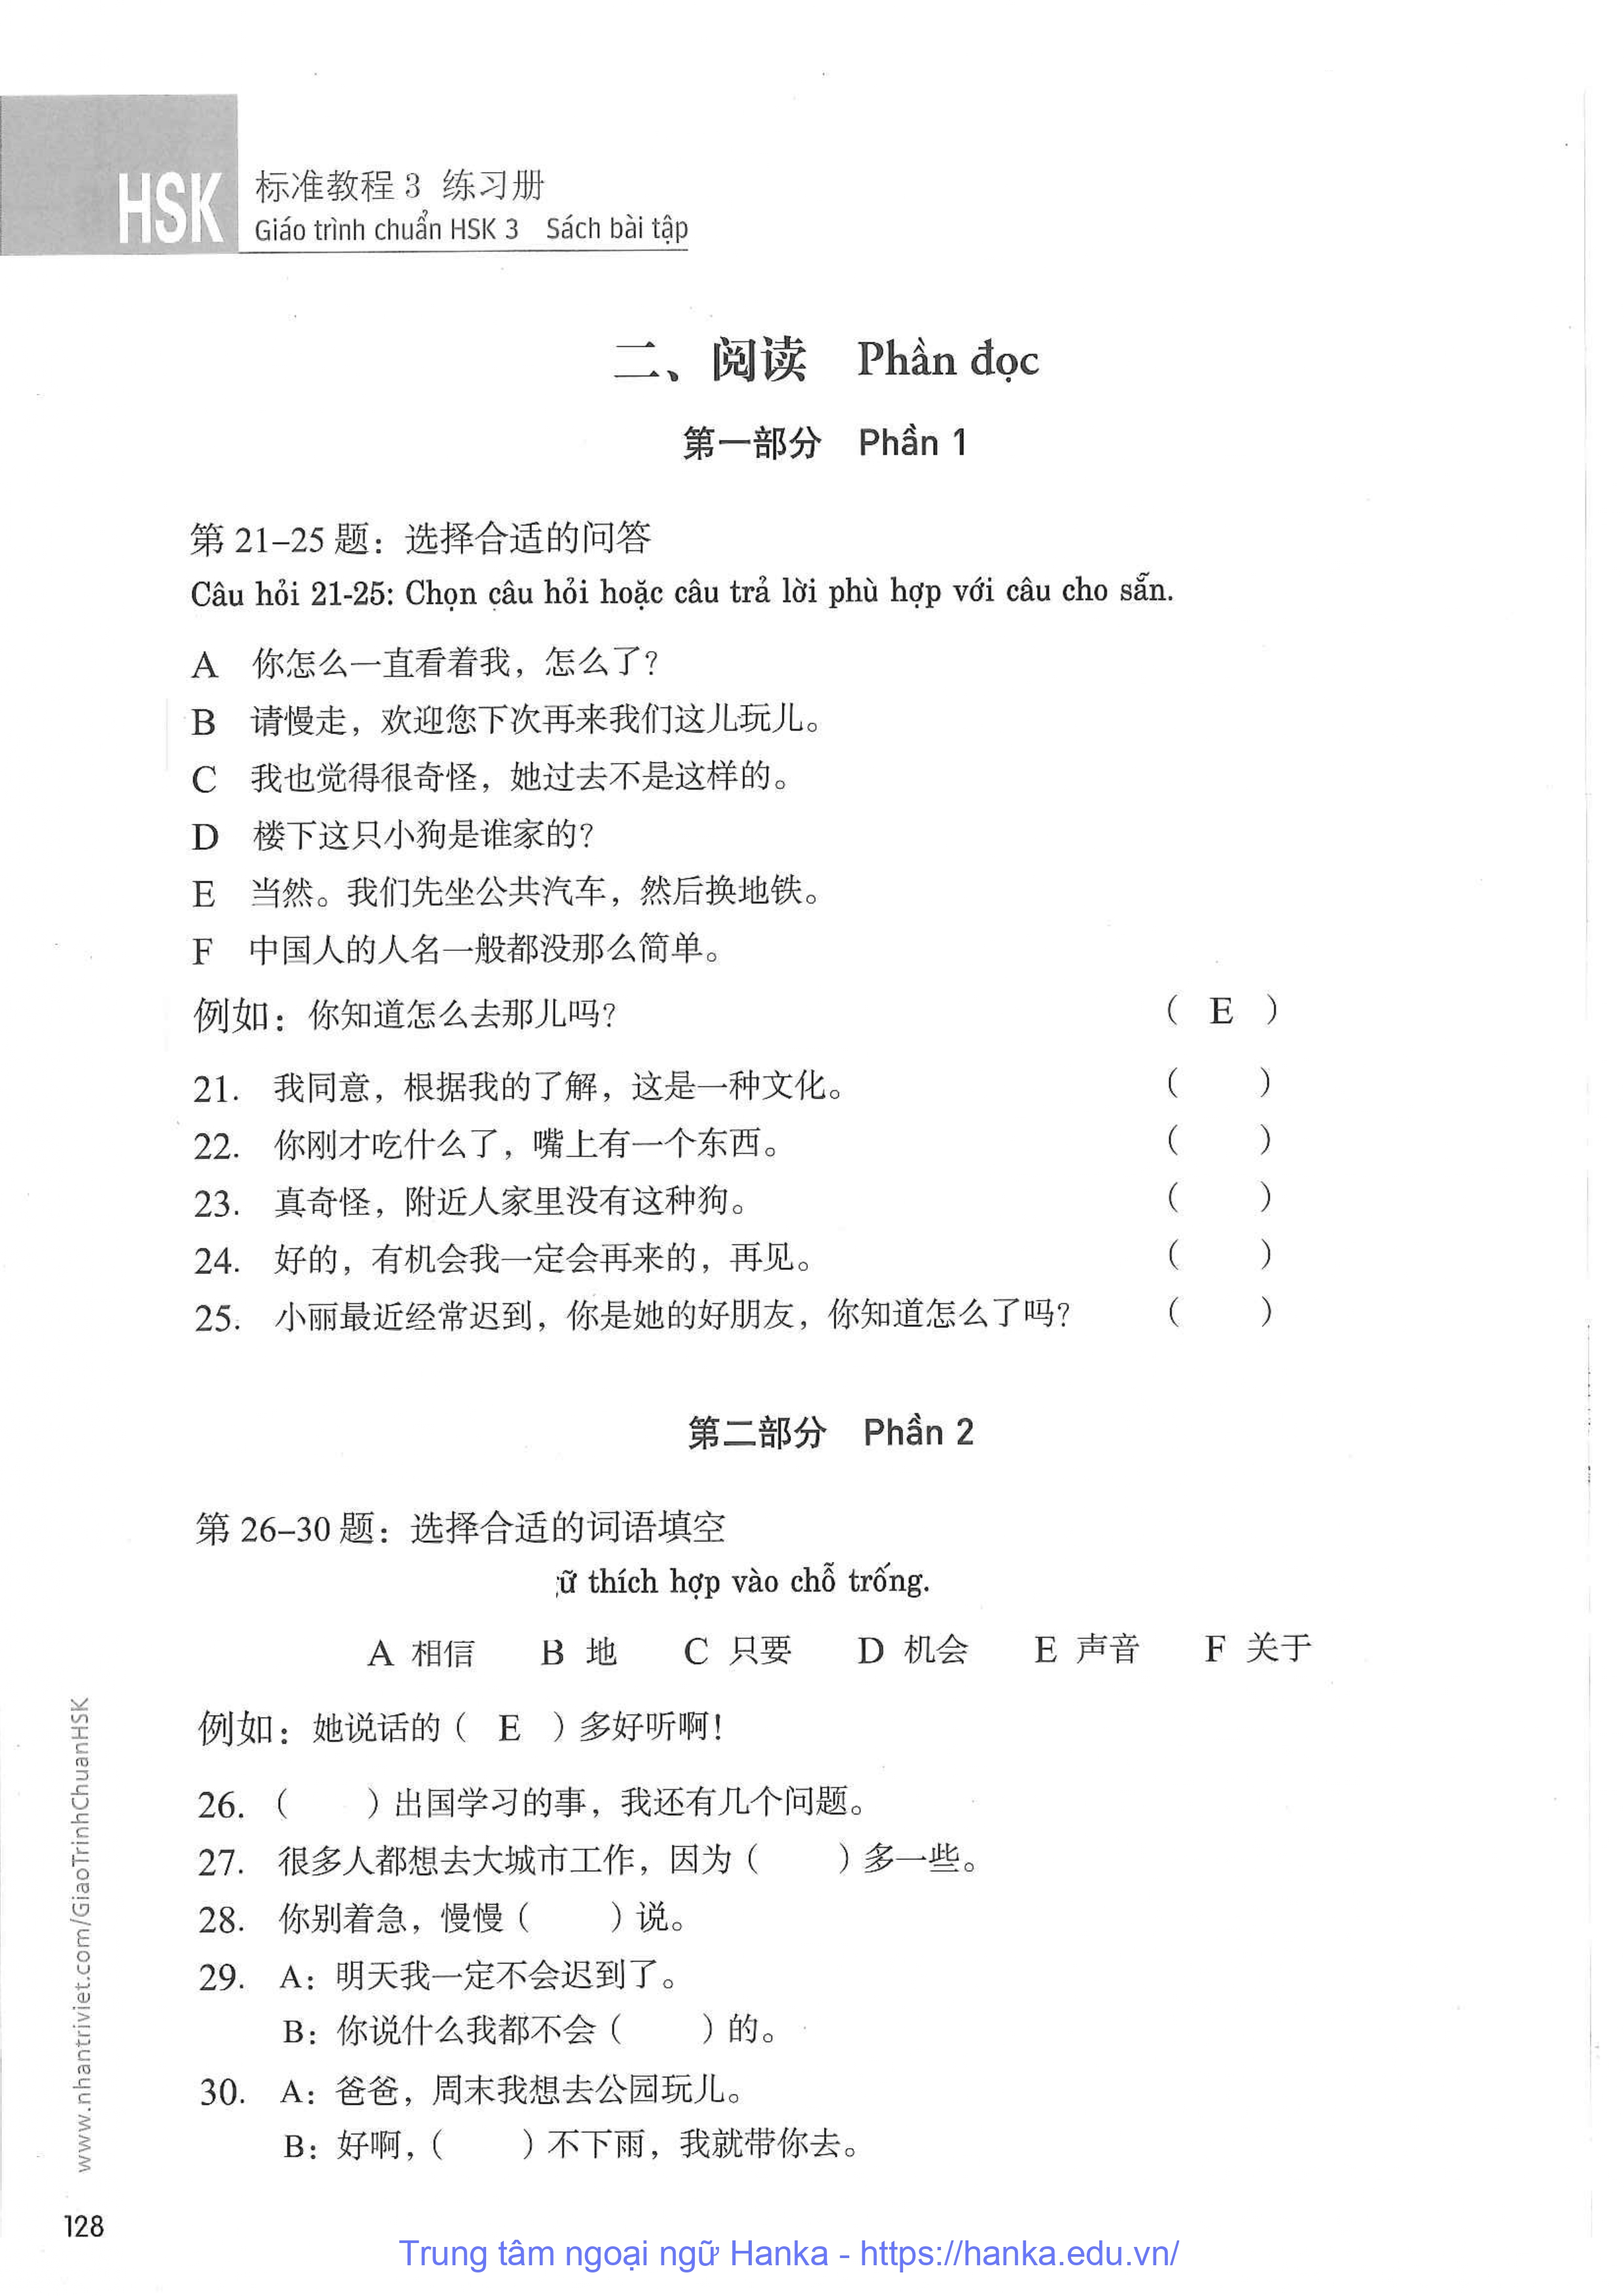 HSK
标准教程 3 练习册
Giáo trình chuẩn HSK 3 Sách bài tập
二、阅读 Phần đọc
第一部分 Phần 1
第 21–25 题：选择合适的问答
Câu hỏi 21-25: Chọn câu hỏi hoặc câu trả lời phù hợp với câu cho sẵn.
A 你怎么一直看着我，怎么了？
B 请慢走，欢迎您下次再来我们这儿玩儿。
C 我也觉得很奇怪，她过去不是这样的。
D 楼下这只小狗是谁家的？
E 当然。我们先坐公共汽车，然后换地铁。
F 中国人的人名一般都没那么简单。
例如：你知道怎么去那儿吗？ （ E ）
21. 我同意，根据我的了解，这是一种文化。 （ ）
22. 你刚才吃什么了，嘴上有一个东西。 （ ）
23. 真奇怪，附近人家里没有这种狗。 （ ）
24. 好的，有机会我一定会再来的，再见。 （ ）
25. 小丽最近经常迟到，你是她的好朋友，你知道怎么了吗？ （ ）
第二部分 Phần 2
第 26–30 题：选择合适的词语填空
ữ thích hợp vào chỗ trống.
A 相信 B 地 C 只要 D 机会 E 声音 F 关于
例如：她说话的（ E ）多好听啊！
26. （ ）出国学习的事，我还有几个问题。
27. 很多人都想去大城市工作，因为（ ）多一些。
28. 你别着急，慢慢（ ）说。
29. A：明天我一定不会迟到了。
B：你说什么我都不会（ ）的。
30. A：爸爸，周末我想去公园玩儿。
B：好啊，（ ）不下雨，我就带你去。
www.nhantriviet.com/GiaoTrinhChuanHSK
128
Trung tâm ngoại ngữ Hanka - https://hanka.edu.vn/